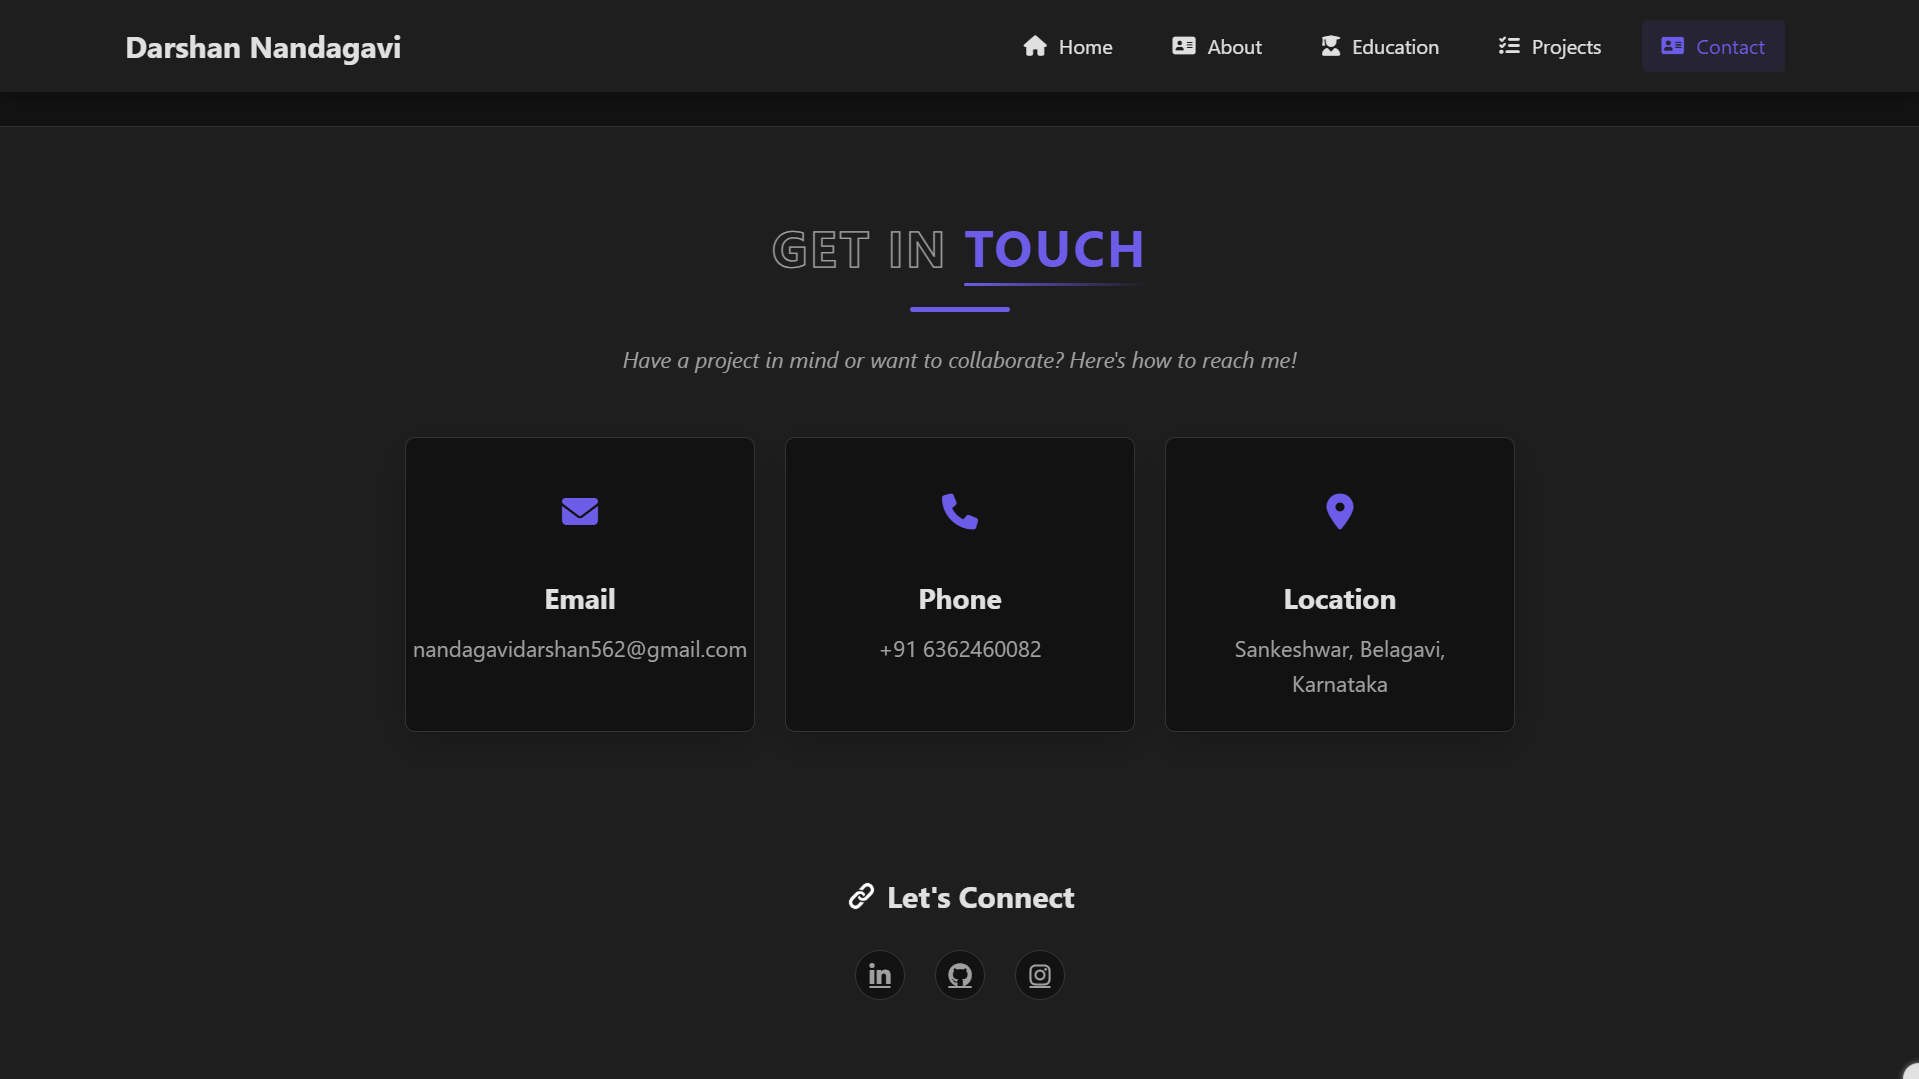 Darshan Nandagavi
Home
About
Education
Projects
Contact
GET IN TOUCH
Have a project in mind or want to collaborate? Here's how to reach me!
Email
nandagavidarshan562@gmail.com
Phone
+91 6362460082
Location
Sankeshwar, Belagavi,
Karnataka
Let's Connect
in